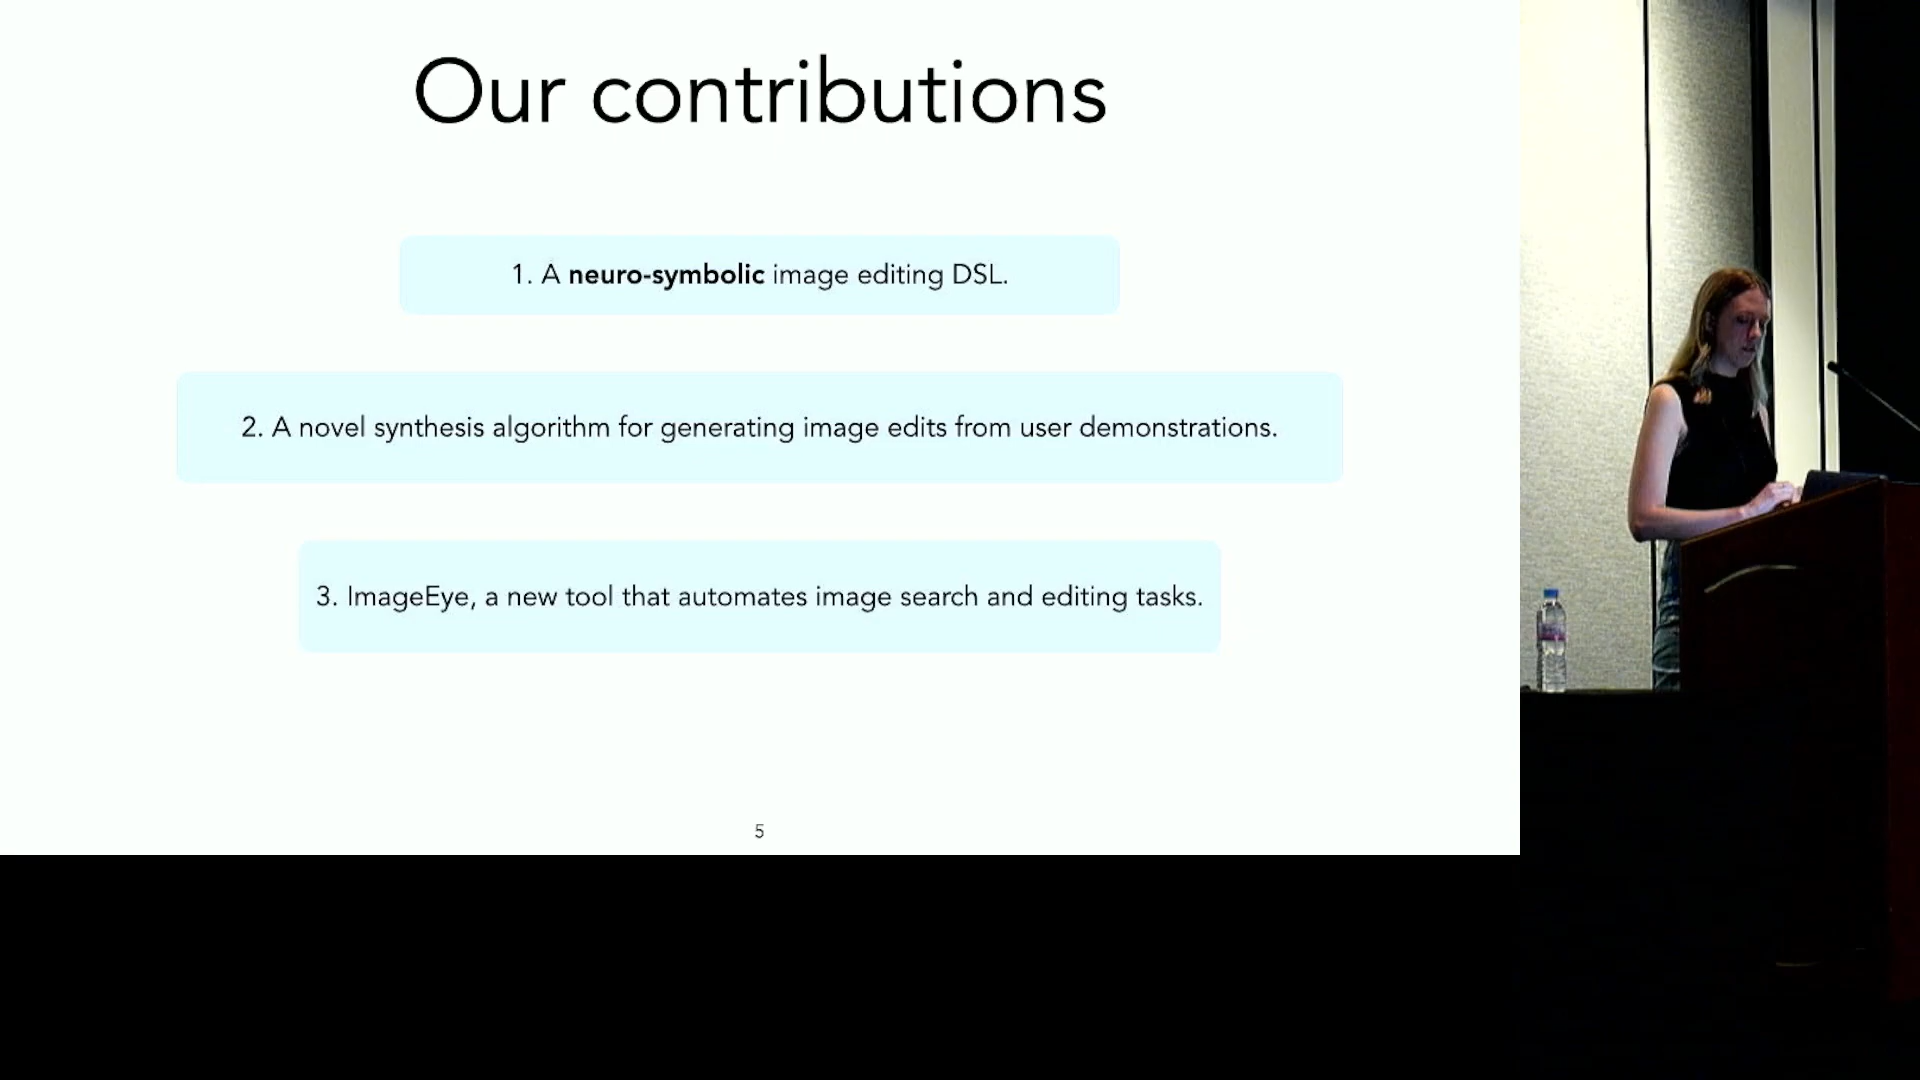 Our contributions
1. A neuro-symbolic image editing DSL.
2. A novel synthesis algorithm for generating image edits from user demonstrations.
3. ImageEye, a new tool that automates image search and editing tasks.
5